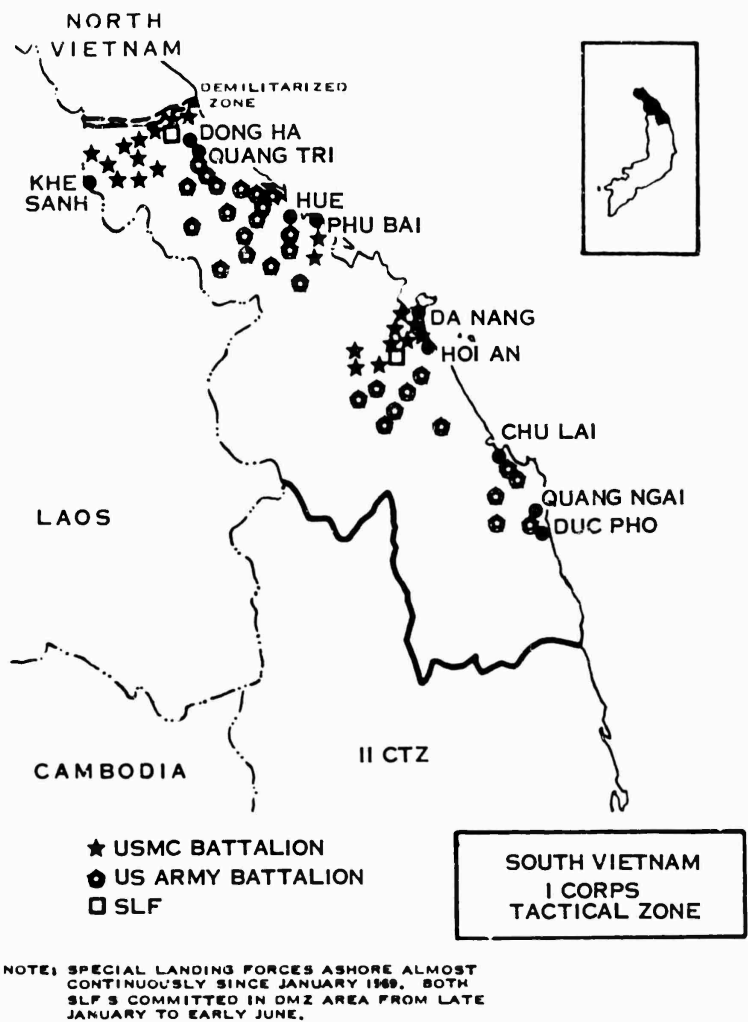 NORTH
VIETNAM
DEMILITARIZED
ZONE
DONG HA
QUANG TRI
KHE
SANH
HUE
PHU BAI
DA NANG
HOI AN
CHU LAI
QUANG NGAI
DUC PHO
LAOS
CAMBODIA
II CTZ
USMC BATTALION
US ARMY BATTALION
SLF
SOUTH VIETNAM
I CORPS
TACTICAL ZONE
NOTE: SPECIAL LANDING FORCES ASHORE ALMOST
CONTINUOUSLY SINCE JANUARY 1969. BOTH
SLF S COMMITTED IN DMZ AREA FROM LATE
JANUARY TO EARLY JUNE.